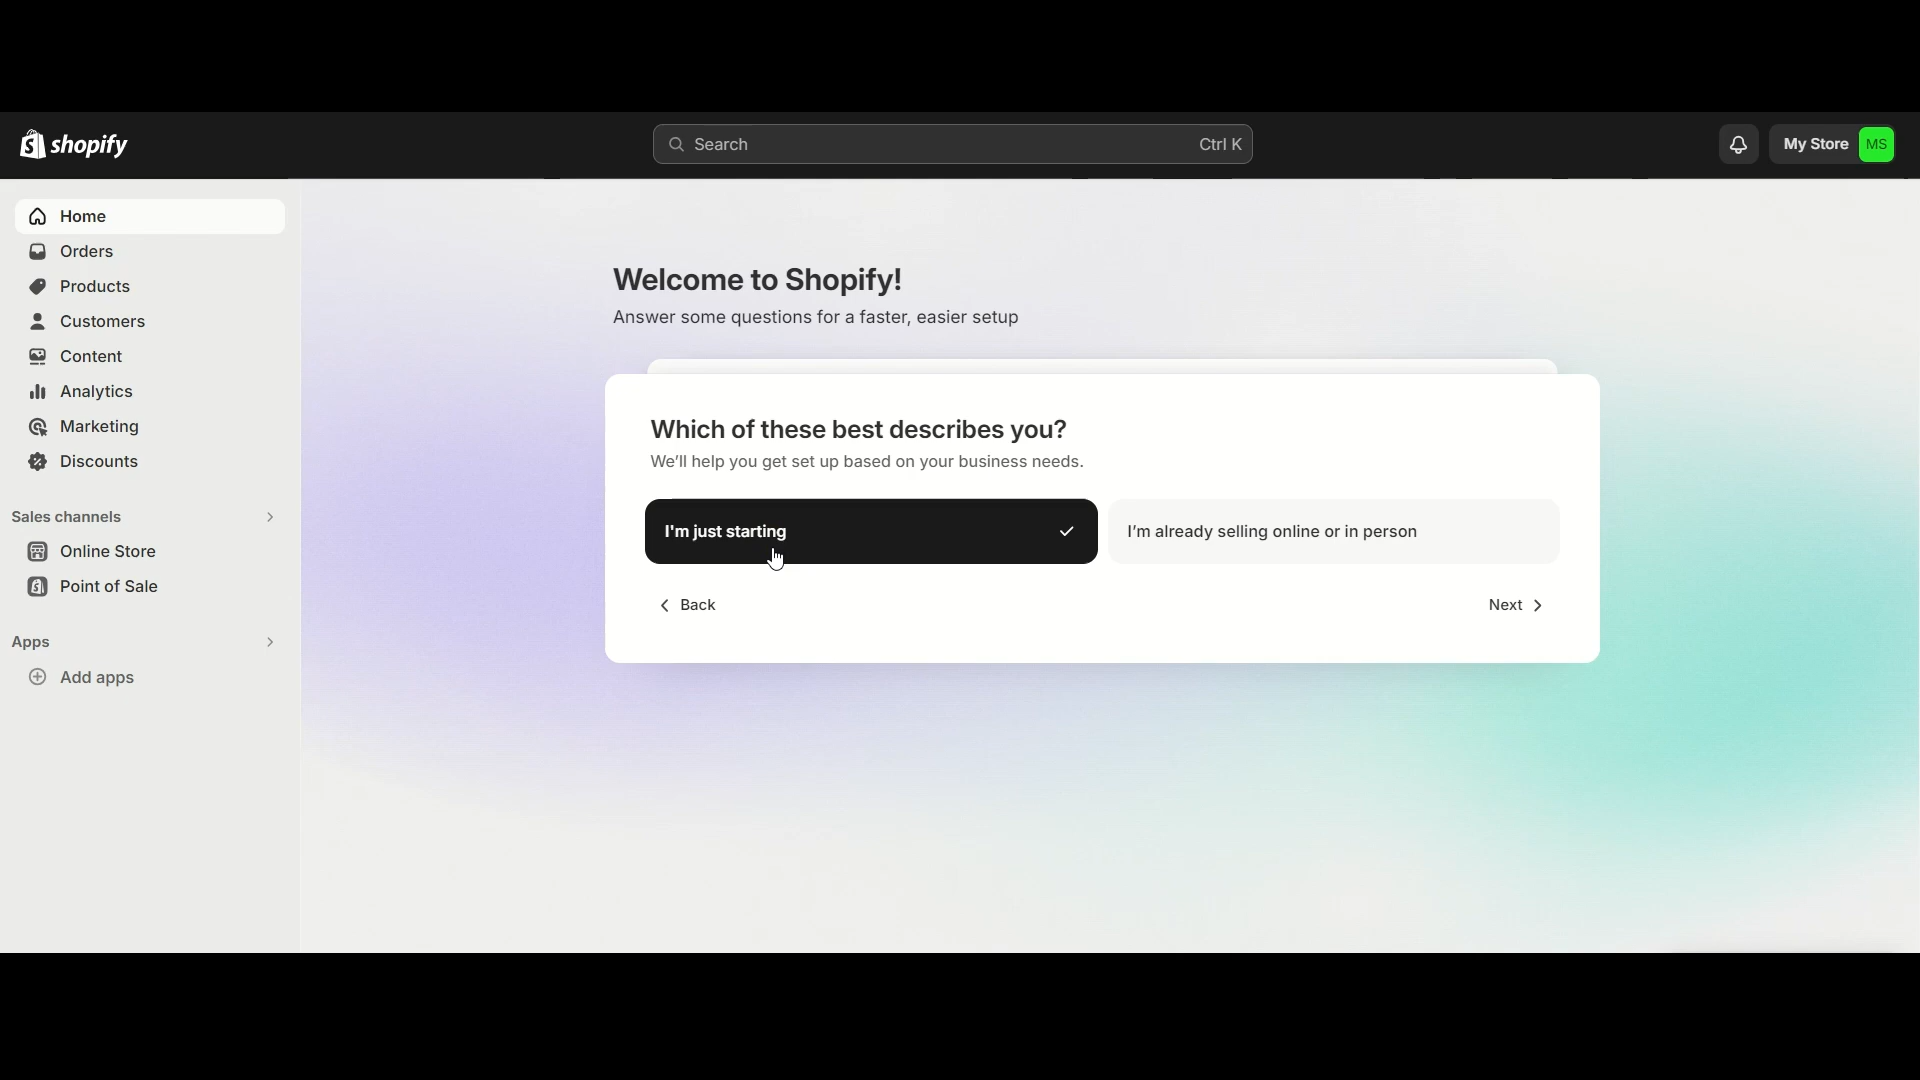 shopify
Search
Ctrl K
My Store
MS
Home
Orders
Products
Customers
Content
Analytics
Marketing
Discounts
Sales channels
Online Store
Point of Sale
Apps
Add apps
Welcome to Shopify!
Answer some questions for a faster, easier setup
Which of these best describes you?
We'll help you get set up based on your business needs.
I'm just starting
I’m already selling online or in person
Back
Next